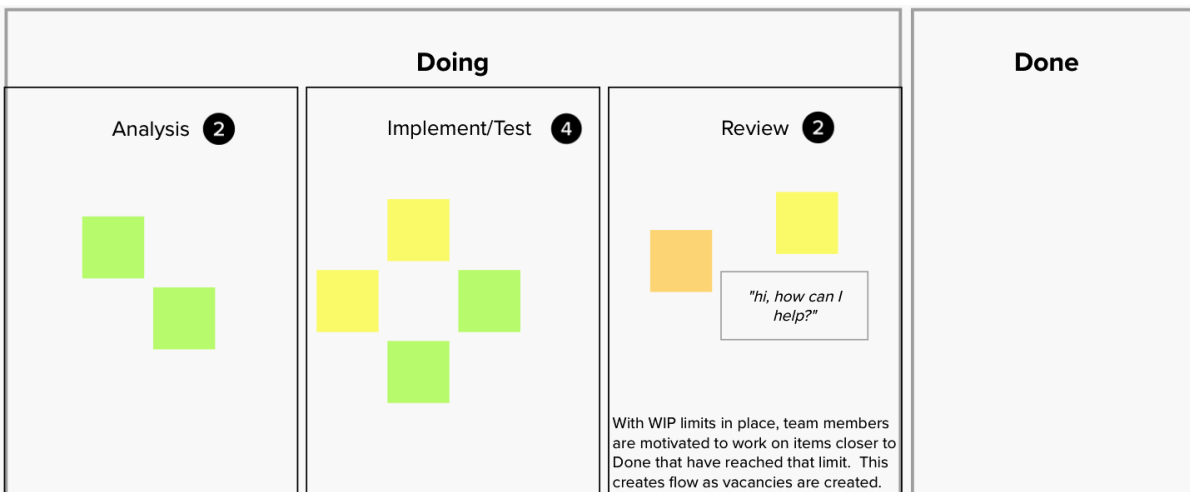 Doing
Done
Analysis 2
Implement/Test 4
Review 2
"hi, how can I
help?"
With WIP limits in place, team members
are motivated to work on items closer to
Done that have reached that limit.  This
creates flow as vacancies are created.